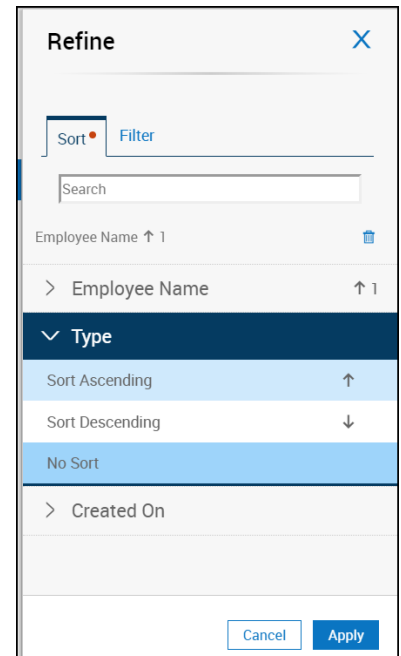 Refine X
Sort Filter
Search
Employee Name ↑ 1
Employee Name ↑ 1
Type
Sort Ascending ↑
Sort Descending ↓
No Sort
Created On
Cancel Apply